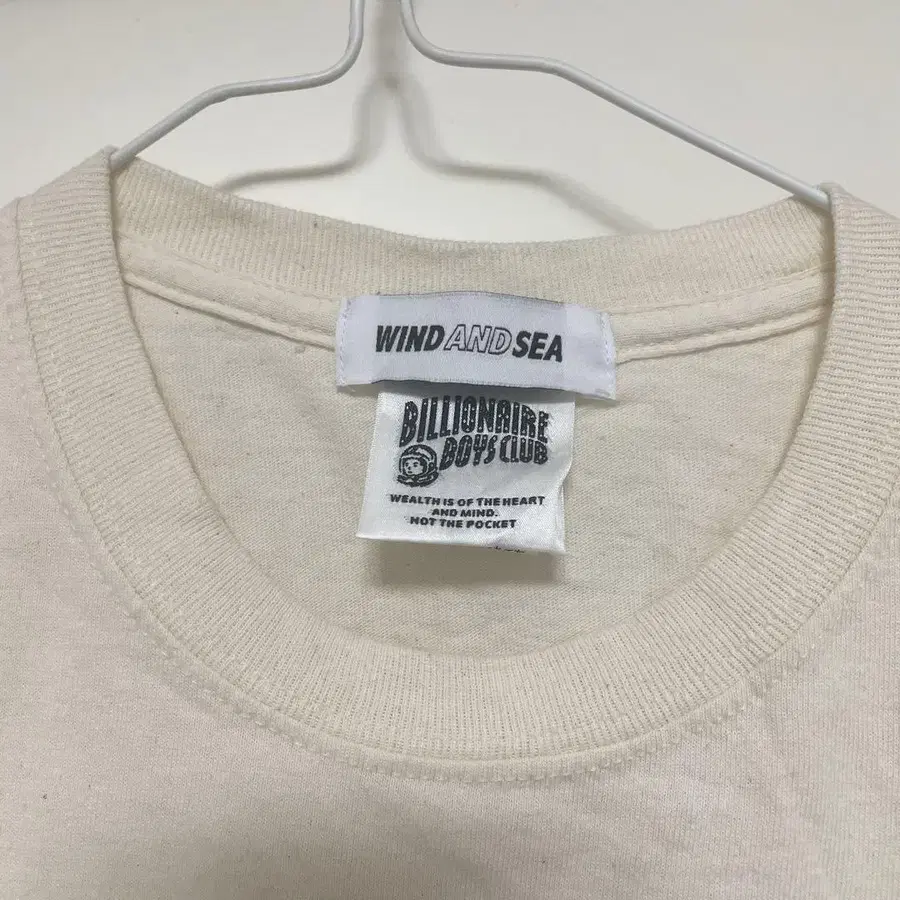 WIND AND SEA
BILLIONAIRE
BOYS CLUB
WEALTH IS OF THE HEART
AND MIND.
NOT THE POCKET